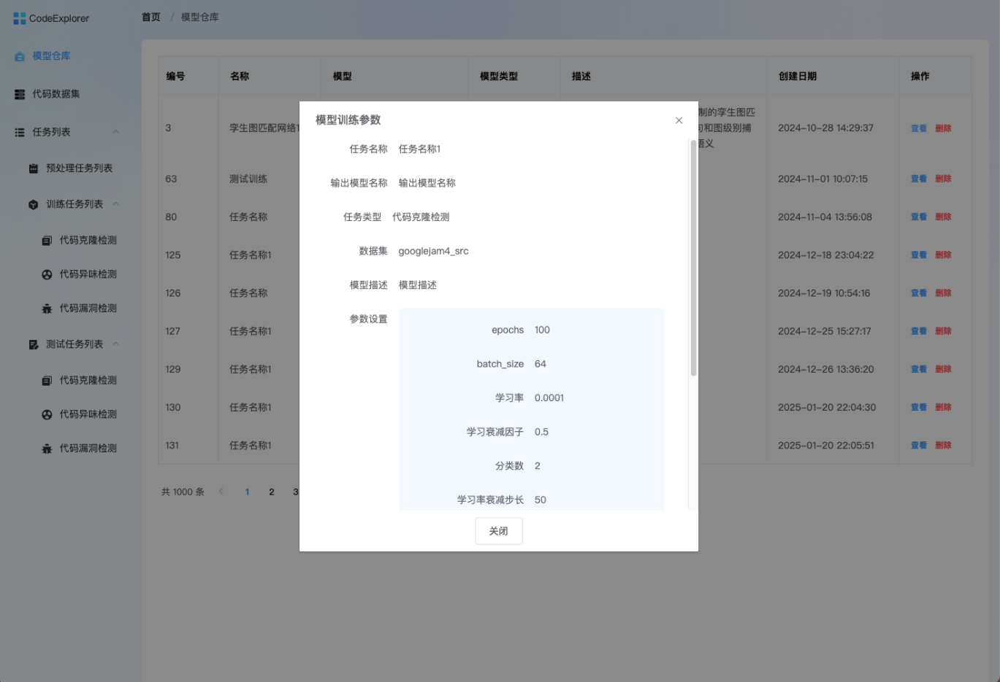 CodeExplorer
首页 / 模型仓库
模型仓库
代码数据集
任务列表
预处理任务列表
训练任务列表
代码克隆检测
代码异味检测
代码漏洞检测
测试任务列表
代码克隆检测
代码异味检测
代码漏洞检测
编号 名称 模型 模型类型 描述 创建日期 操作
制的孪生图匹
3 孪生图匹配网络1 句和图级别捕 2024-10-28 14:29:37 查看 删除
语义
63 测试训练 2024-11-01 10:07:15 查看 删除
80 任务名称 2024-11-04 13:56:08 查看 删除
125 任务名称1 2024-12-18 23:04:22 查看 删除
126 任务名称 2024-12-19 10:54:16 查看 删除
127 任务名称1 2024-12-25 15:27:17 查看 删除
129 任务名称1 2024-12-26 13:36:20 查看 删除
130 任务名称1 2025-01-20 22:04:30 查看 删除
131 任务名称1 2025-01-20 22:05:51 查看 删除
共 1000 条 1 2 3
模型训练参数
任务名称 任务名称1
输出模型名称 输出模型名称
任务类型 代码克隆检测
数据集 googlejam4_src
模型描述 模型描述
参数设置
epochs 100
batch_size 64
学习率 0.0001
学习衰减因子 0.5
分类数 2
学习率衰减步长 50
关闭